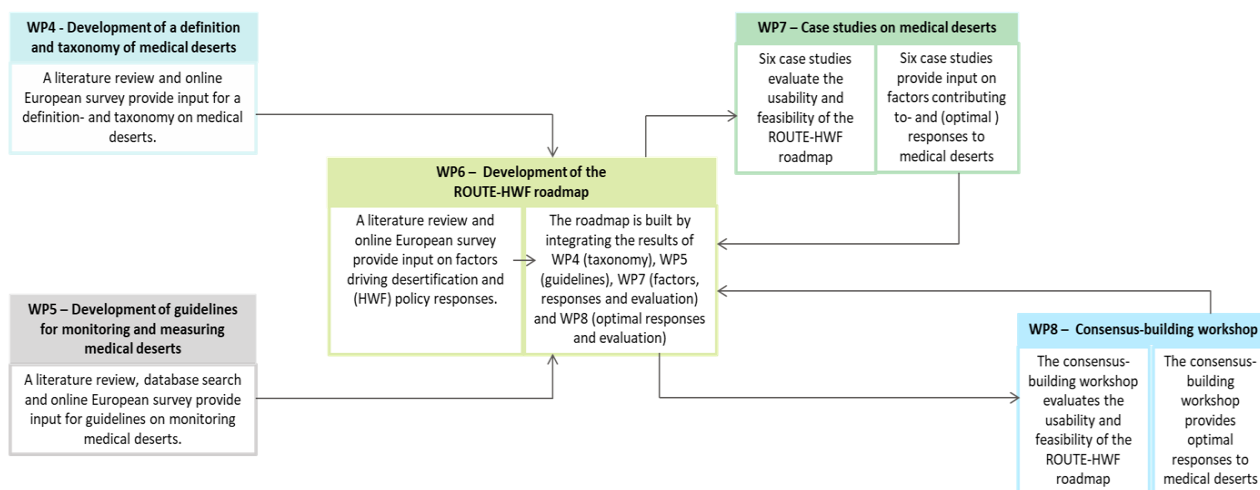 WP4 - Development of a definition
and taxonomy of medical deserts
A literature review and online
European survey provide input for a
definition- and taxonomy on medical
deserts.
WP7 – Case studies on medical deserts
Six case studies
evaluate the
usability and
feasibility of the
ROUTE-HWF
roadmap
Six case studies
provide input on
factors contributing
to- and (optimal )
responses to
medical deserts
WP6 – Development of the
ROUTE-HWF roadmap
A literature review and
online European survey
provide input on factors
driving desertification and
(HWF) policy responses.
The roadmap is built by
integrating the results of
WP4 (taxonomy), WP5
(guidelines), WP7 (factors,
responses and evaluation)
and WP8 (optimal responses
and evaluation)
WP5 – Development of guidelines
for monitoring and measuring
medical deserts
A literature review, database search
and online European survey provide
input for guidelines on monitoring
medical deserts.
WP8 – Consensus-building workshop
The consensus-
building workshop
evaluates the
usability and
feasibility of the
ROUTE-HWF
roadmap
The consensus-
building
workshop
provides
optimal
responses to
medical deserts